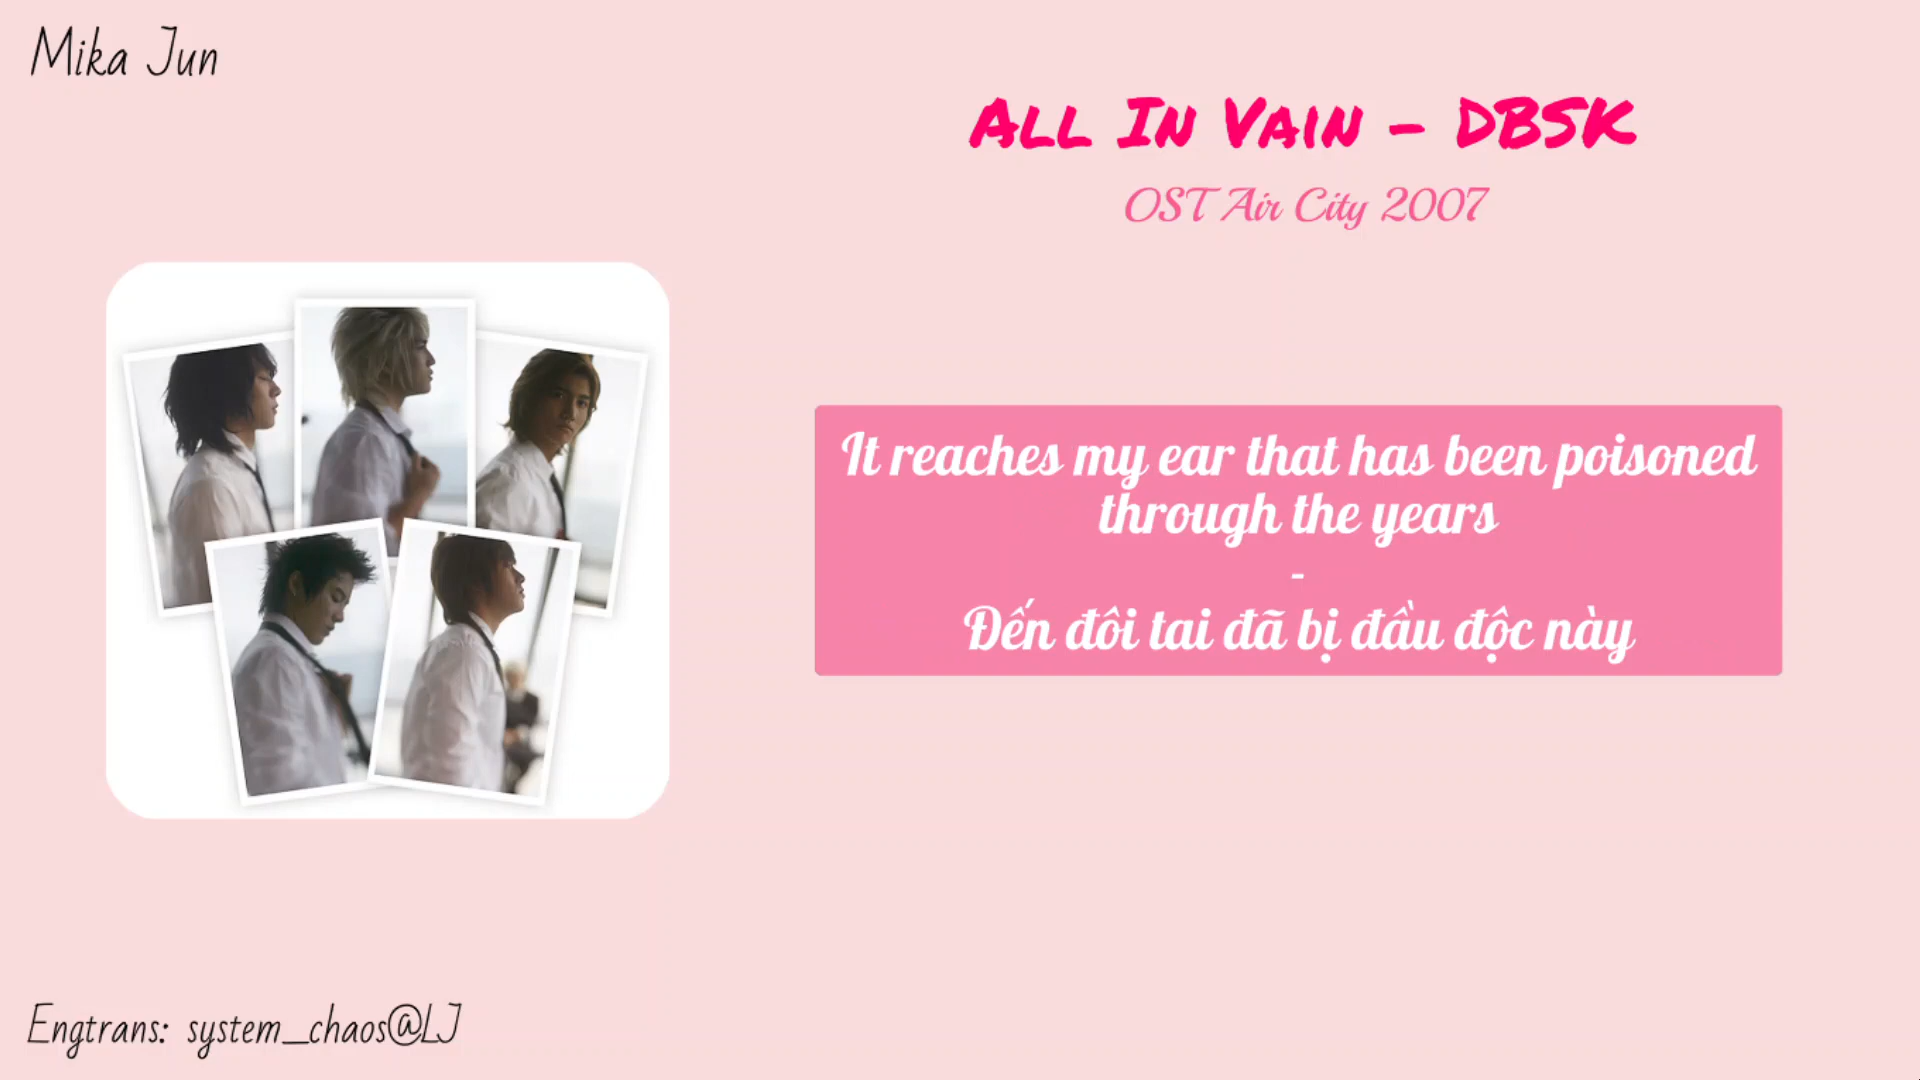 Mika Jun
All In Vain - DBSK
OST Air City 2007
It reaches my ear that has been poisoned
through the years
-
Đến đôi tai đã bị đầu độc này
Engtrans: system_chaos@LJ